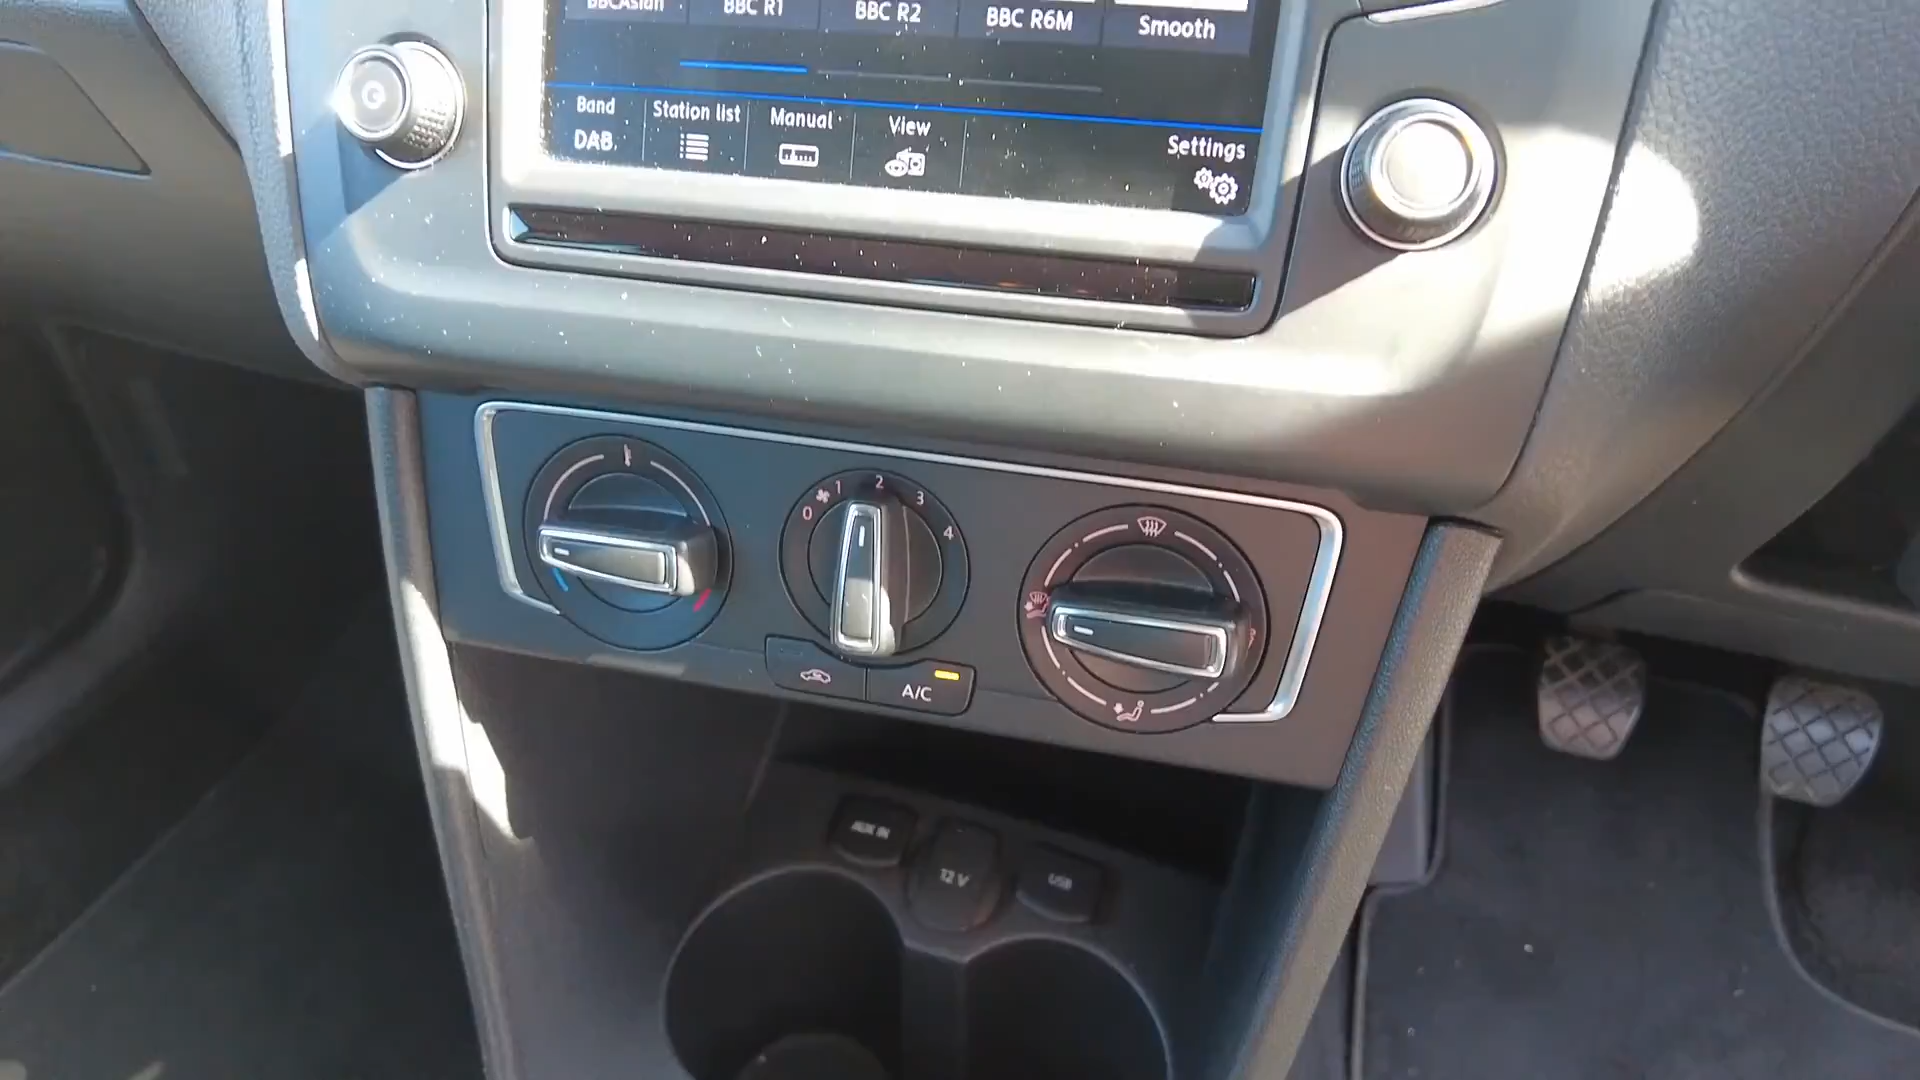 BBCAsian BBC R1 BBC R2 BBC R6M Smooth
Band Station list Manual View Settings
DAB
0 1 2 3 4
A/C
AUX IN 12 V USB